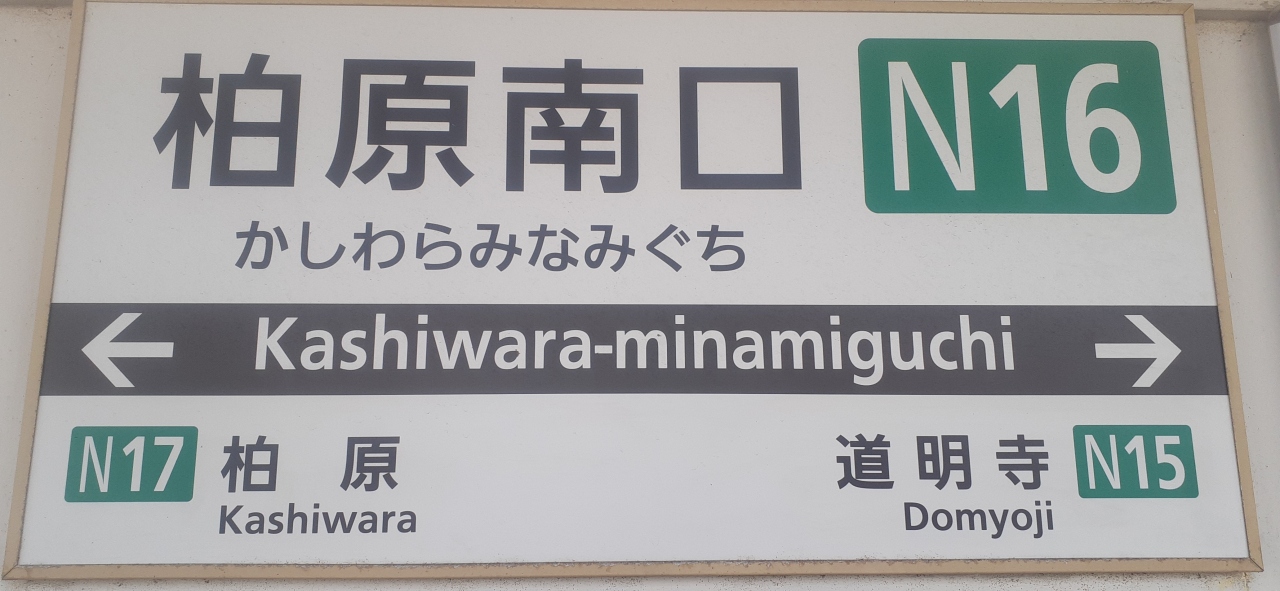 柏原南口 N16
かしわらみなみぐち
← Kashiwara-minamiguchi →
N17 柏原 道明寺 N15
Kashiwara Domyoji